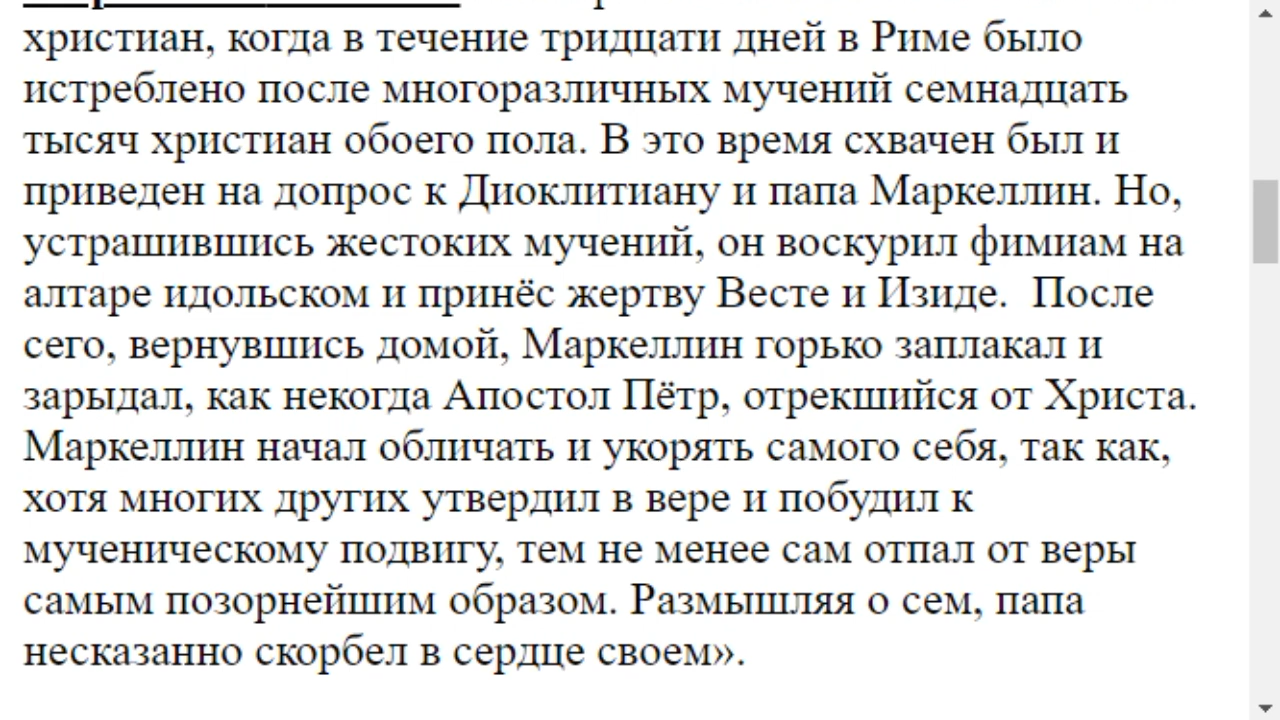 христиан, когда в течение тридцати дней в Риме было
истреблено после многоразличных мучений семнадцать
тысяч христиан обоего пола. В это время схвачен был и
приведен на допрос к Диоклитиану и папа Маркеллин. Но,
устрашившись жестоких мучений, он воскурил фимиам на
алтаре идольском и принёс жертву Весте и Изиде.  После
сего, вернувшись домой, Маркеллин горько заплакал и
зарыдал, как некогда Апостол Пётр, отрекшийся от Христа.
Маркеллин начал обличать и укорять самого себя, так как,
хотя многих других утвердил в вере и побудил к
мученическому подвигу, тем не менее сам отпал от веры
самым позорнейшим образом. Размышляя о сем, папа
несказанно скорбел в сердце своем».